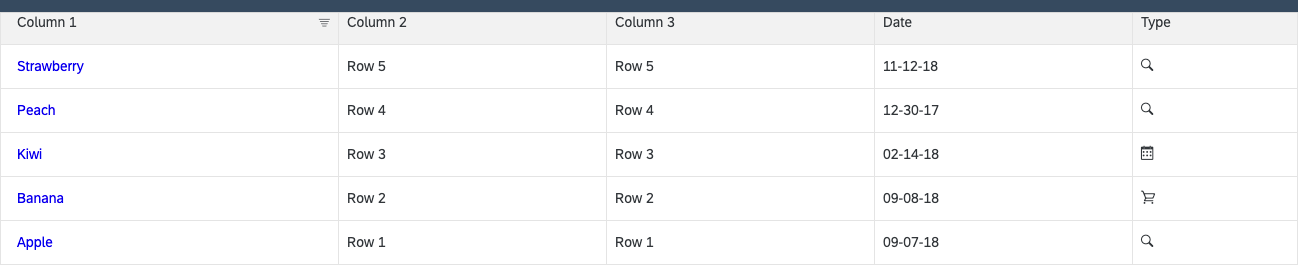 Column 1 Column 2 Column 3 Date Type
Strawberry Row 5 Row 5 11-12-18
Peach Row 4 Row 4 12-30-17
Kiwi Row 3 Row 3 02-14-18
Banana Row 2 Row 2 09-08-18
Apple Row 1 Row 1 09-07-18